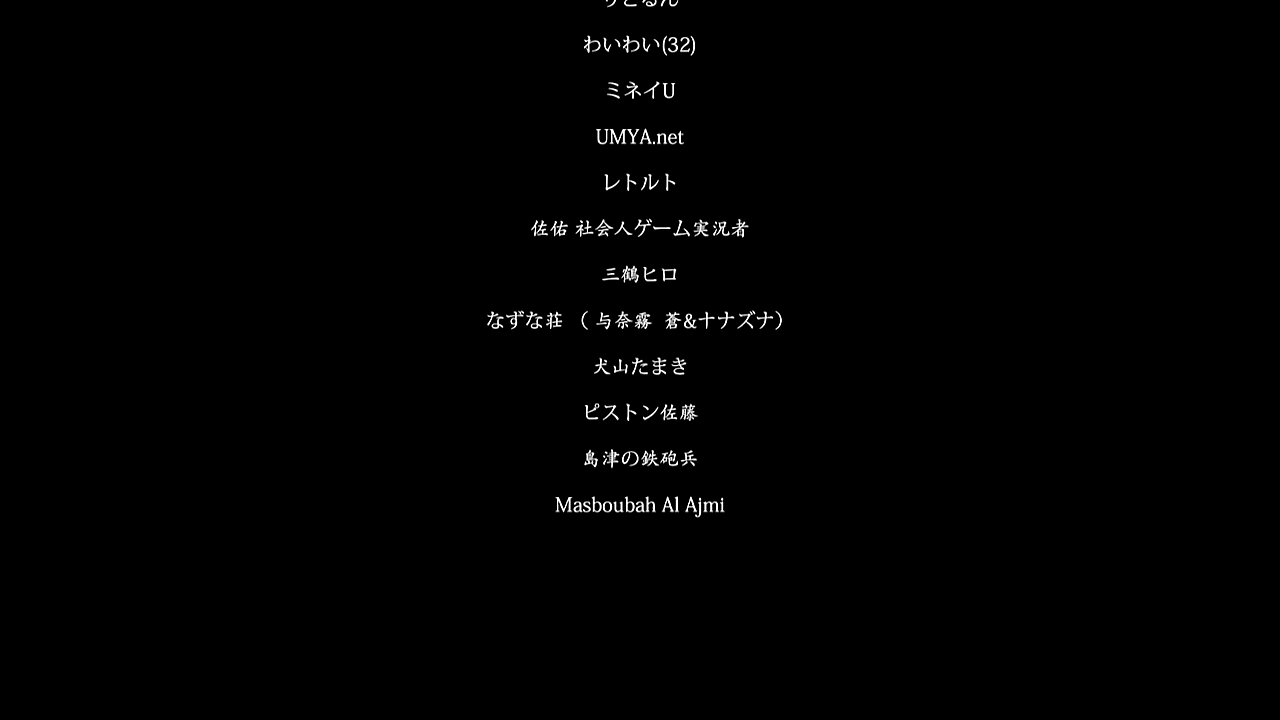 わいわい(32)
ミネイU
UMYA.net
レトルト
佐佑 社会人ゲーム実況者
三鶴ヒロ
なずな荘 （ 与奈霧 蒼&ナナズナ）
犬山たまき
ピストン佐藤
島津の鉄砲兵
Masboubah Al Ajmi